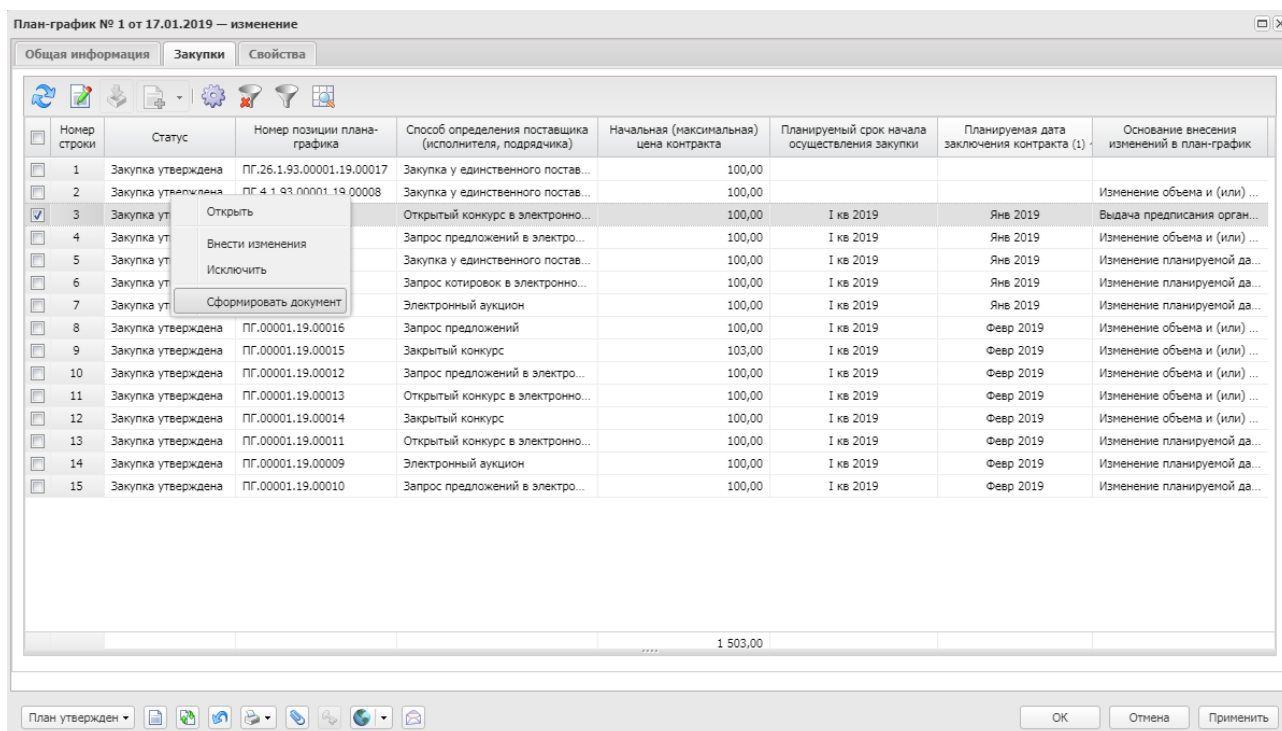 План-график № 1 от 17.01.2019 — изменение
Общая информация Закупки Свойства
Номер строки Статус Номер позиции плана-графика Способ определения поставщика (исполнителя, подрядчика) Начальная (максимальная) цена контракта Планируемый срок начала осуществления закупки Планируемая дата заключения контракта (1) Основание внесения изменений в план-график
1 Закупка утверждена ПГ.26.1.93.00001.19.00017 Закупка у единственного постав... 100,00
2 Закупка утверждена ПГ.4.1.93.00001.19.00008 Закупка у единственного постав... 100,00 Изменение объема и (или) ...
3 Закупка ут Открытый конкурс в электронно... 100,00 I кв 2019 Янв 2019 Выдача предписания орган...
4 Закупка ут Запрос предложений в электро... 100,00 I кв 2019 Янв 2019 Изменение объема и (или) ...
5 Закупка ут Закупка у единственного постав... 100,00 I кв 2019 Янв 2019 Изменение планируемой да...
6 Закупка ут Запрос котировок в электронно... 100,00 I кв 2019 Янв 2019 Изменение планируемой да...
7 Закупка ут Электронный аукцион 100,00 I кв 2019 Янв 2019 Изменение планируемой да...
Открыть
Внести изменения
Исключить
Сформировать документ
8 Закупка утверждена ПГ.00001.19.00016 Запрос предложений 100,00 I кв 2019 Февр 2019 Изменение объема и (или) ...
9 Закупка утверждена ПГ.00001.19.00015 Закрытый конкурс 103,00 I кв 2019 Февр 2019 Изменение объема и (или) ...
10 Закупка утверждена ПГ.00001.19.00012 Запрос предложений в электро... 100,00 I кв 2019 Февр 2019 Изменение объема и (или) ...
11 Закупка утверждена ПГ.00001.19.00013 Открытый конкурс в электронно... 100,00 I кв 2019 Февр 2019 Изменение объема и (или) ...
12 Закупка утверждена ПГ.00001.19.00014 Закрытый конкурс 100,00 I кв 2019 Февр 2019 Изменение объема и (или) ...
13 Закупка утверждена ПГ.00001.19.00011 Открытый конкурс в электронно... 100,00 I кв 2019 Февр 2019 Изменение планируемой да...
14 Закупка утверждена ПГ.00001.19.00009 Электронный аукцион 100,00 I кв 2019 Февр 2019 Изменение планируемой да...
15 Закупка утверждена ПГ.00001.19.00010 Запрос предложений в электро... 100,00 I кв 2019 Февр 2019 Изменение планируемой да...
1 503,00
План утвержден ОК Отмена Применить